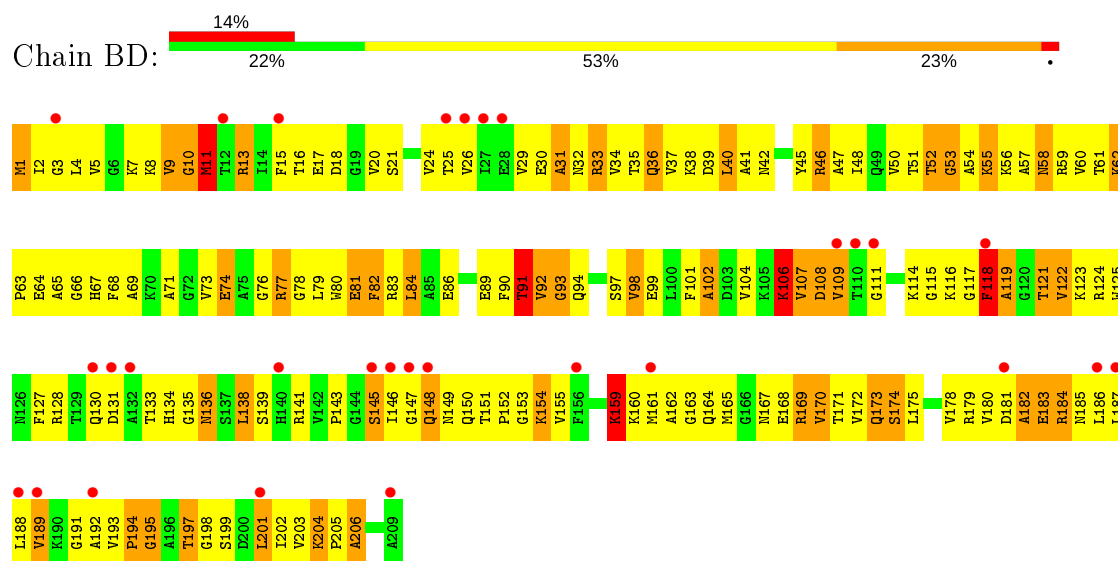 14%
Chain BD:
22% 53% 23% •
M1 I2 G3 L4 V5 G6 K7 K8 V9 G10 M11 T12 R13 I14 F15 T16 E17 D18 G19 V20 S21 V24 T25 V26 I27 E28 V29 E30 A31 N32 R33 V34 T35 Q36 V37 K38 D39 L40 A41 N42 Y45 R46 A47 I48 Q49 V50 T51 T52 G53 A54 K55 K56 A57 N58 R59 V60 T61 K62
P63 E64 A65 G66 H67 F68 A69 K70 A71 G72 V73 E74 A75 G76 R77 G78 L79 W80 E81 F82 R83 L84 A85 E86 E89 F90 T91 V92 G93 Q94 S97 V98 E99 L100 F101 A102 D103 V104 K105 K106 V107 D108 V109 T110 G111 K114 G115 K116 G117 F118 A119 G120 T121 V122 K123 R124 W125
N126 F127 R128 T129 Q130 D131 A132 T133 H134 G135 N136 S137 L138 S139 H140 R141 V142 P143 G144 S145 I146 G147 Q148 N149 Q150 T151 P152 G153 K154 V155 F156 K159 K160 M161 A162 G163 Q164 M165 G166 N167 E168 R169 V170 T171 V172 Q173 S174 L175 V178 R179 V180 D181 A182 E183 R184 N185 L186 L187
L188 V189 K190 G191 A192 V193 P194 G195 A196 T197 G198 S199 D200 L201 I202 V203 K204 P205 A206 A209